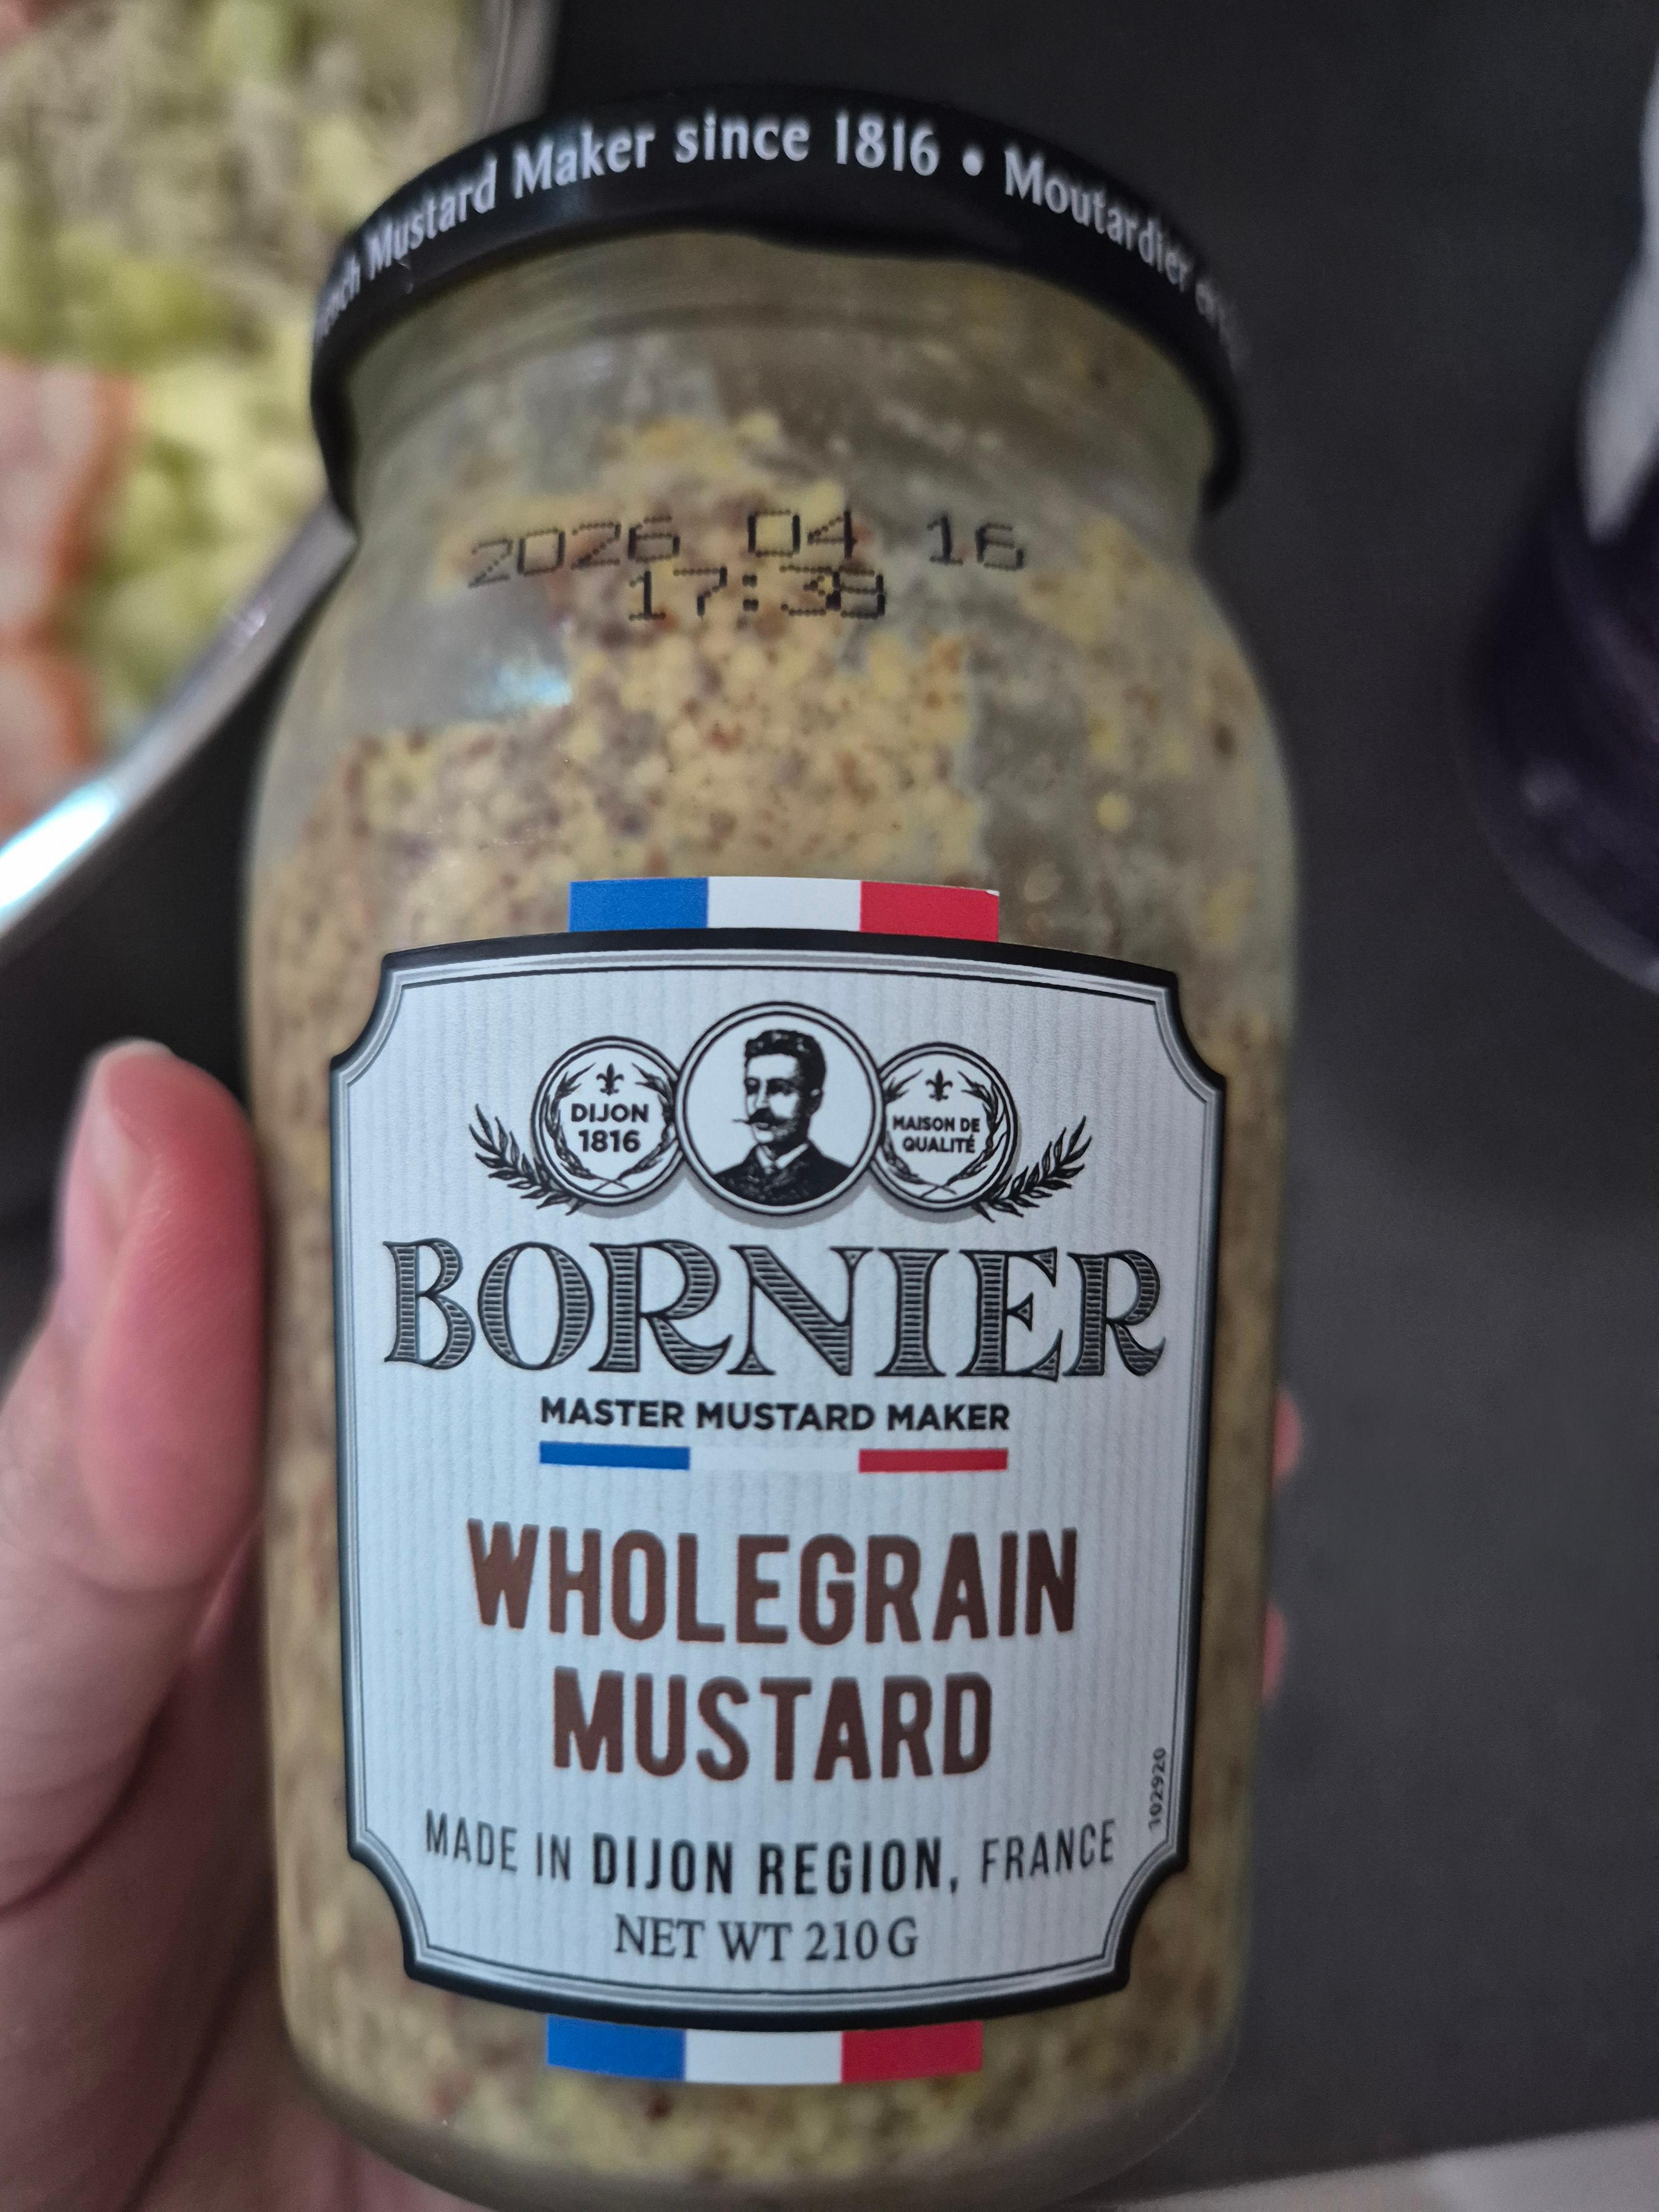 Mustard Maker since 1816 • Moutardier
2026 04 16
17:38
DIJON
1816
MAISON DE
QUALITÉ
BORNIER
MASTER MUSTARD MAKER
WHOLEGRAIN
MUSTARD
MADE IN DIJON REGION, FRANCE
NET WT 210G
102920